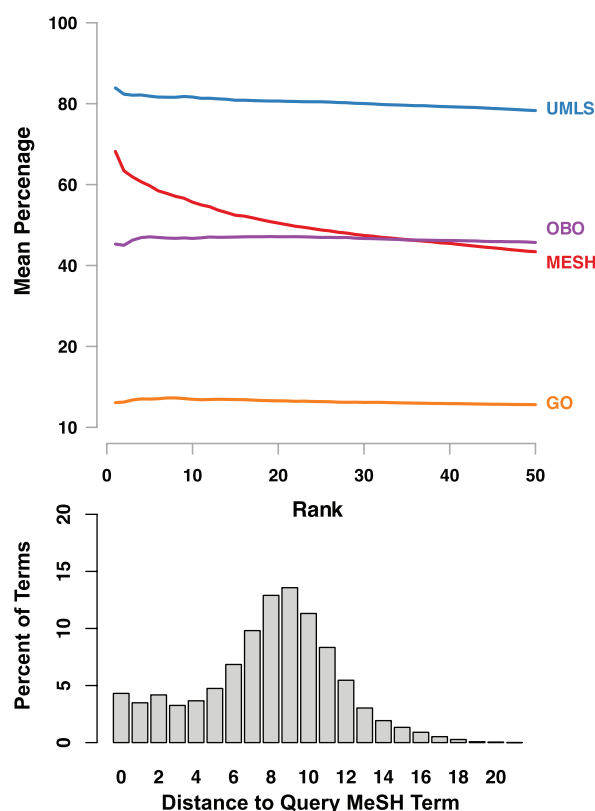 100
80
60
40
20
10
Mean Percenage
UMLS
OBO
MESH
GO
0 10 20 30 40 50
Rank
20
15
10
5
0
Percent of Terms
0 2 4 6 8 10 12 14 16 18 20
Distance to Query MeSH Term